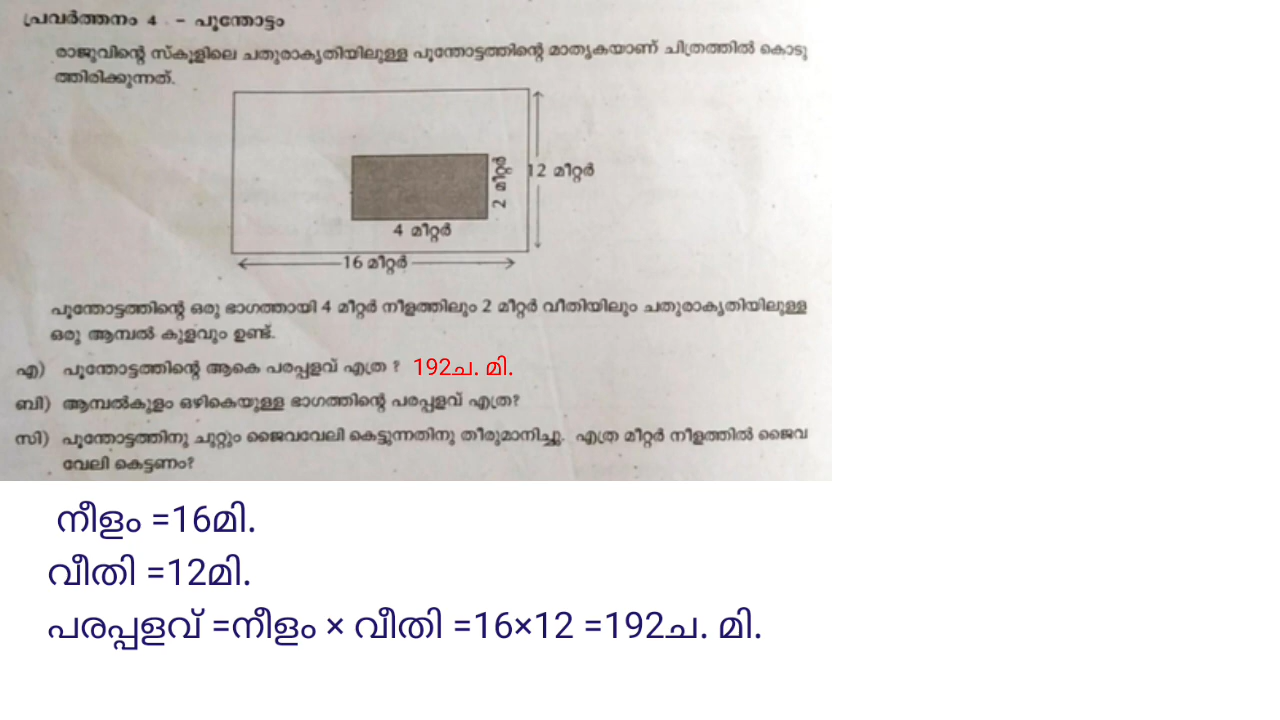 പ്രവർത്തനം 4 - പൂന്തോട്ടം
രാജുവിന്റെ സ്കൂളിലെ ചതുരാകൃതിയിലുള്ള പൂന്തോട്ടത്തിന്റെ മാതൃകയാണ് ചിത്രത്തിൽ കൊടു
ത്തിരിക്കുന്നത്.
2 മീറ്റർ
12 മീറ്റർ
4 മീറ്റർ
16 മീറ്റർ
പൂന്തോട്ടത്തിന്റെ ഒരു ഭാഗത്തായി 4 മീറ്റർ നീളത്തിലും 2 മീറ്റർ വീതിയിലും ചതുരാകൃതിയിലുള്ള
ഒരു ആമ്പൽ കുളവും ഉണ്ട്.
എ) പൂന്തോട്ടത്തിന്റെ ആകെ പരപ്പളവ് എത്ര ? 192ച. മി.
ബി) ആമ്പൽകുളം ഒഴികെയുള്ള ഭാഗത്തിന്റെ പരപ്പളവ് എത്ര?
സി) പൂന്തോട്ടത്തിനു ചുറ്റും ജൈവവേലി കെട്ടുന്നതിനു തീരുമാനിച്ചു. എത്ര മീറ്റർ നീളത്തിൽ ജൈവ
വേലി കെട്ടണം?
നീളം =16മി.
വീതി =12മി.
പരപ്പളവ് =നീളം × വീതി =16×12 =192ച. മി.